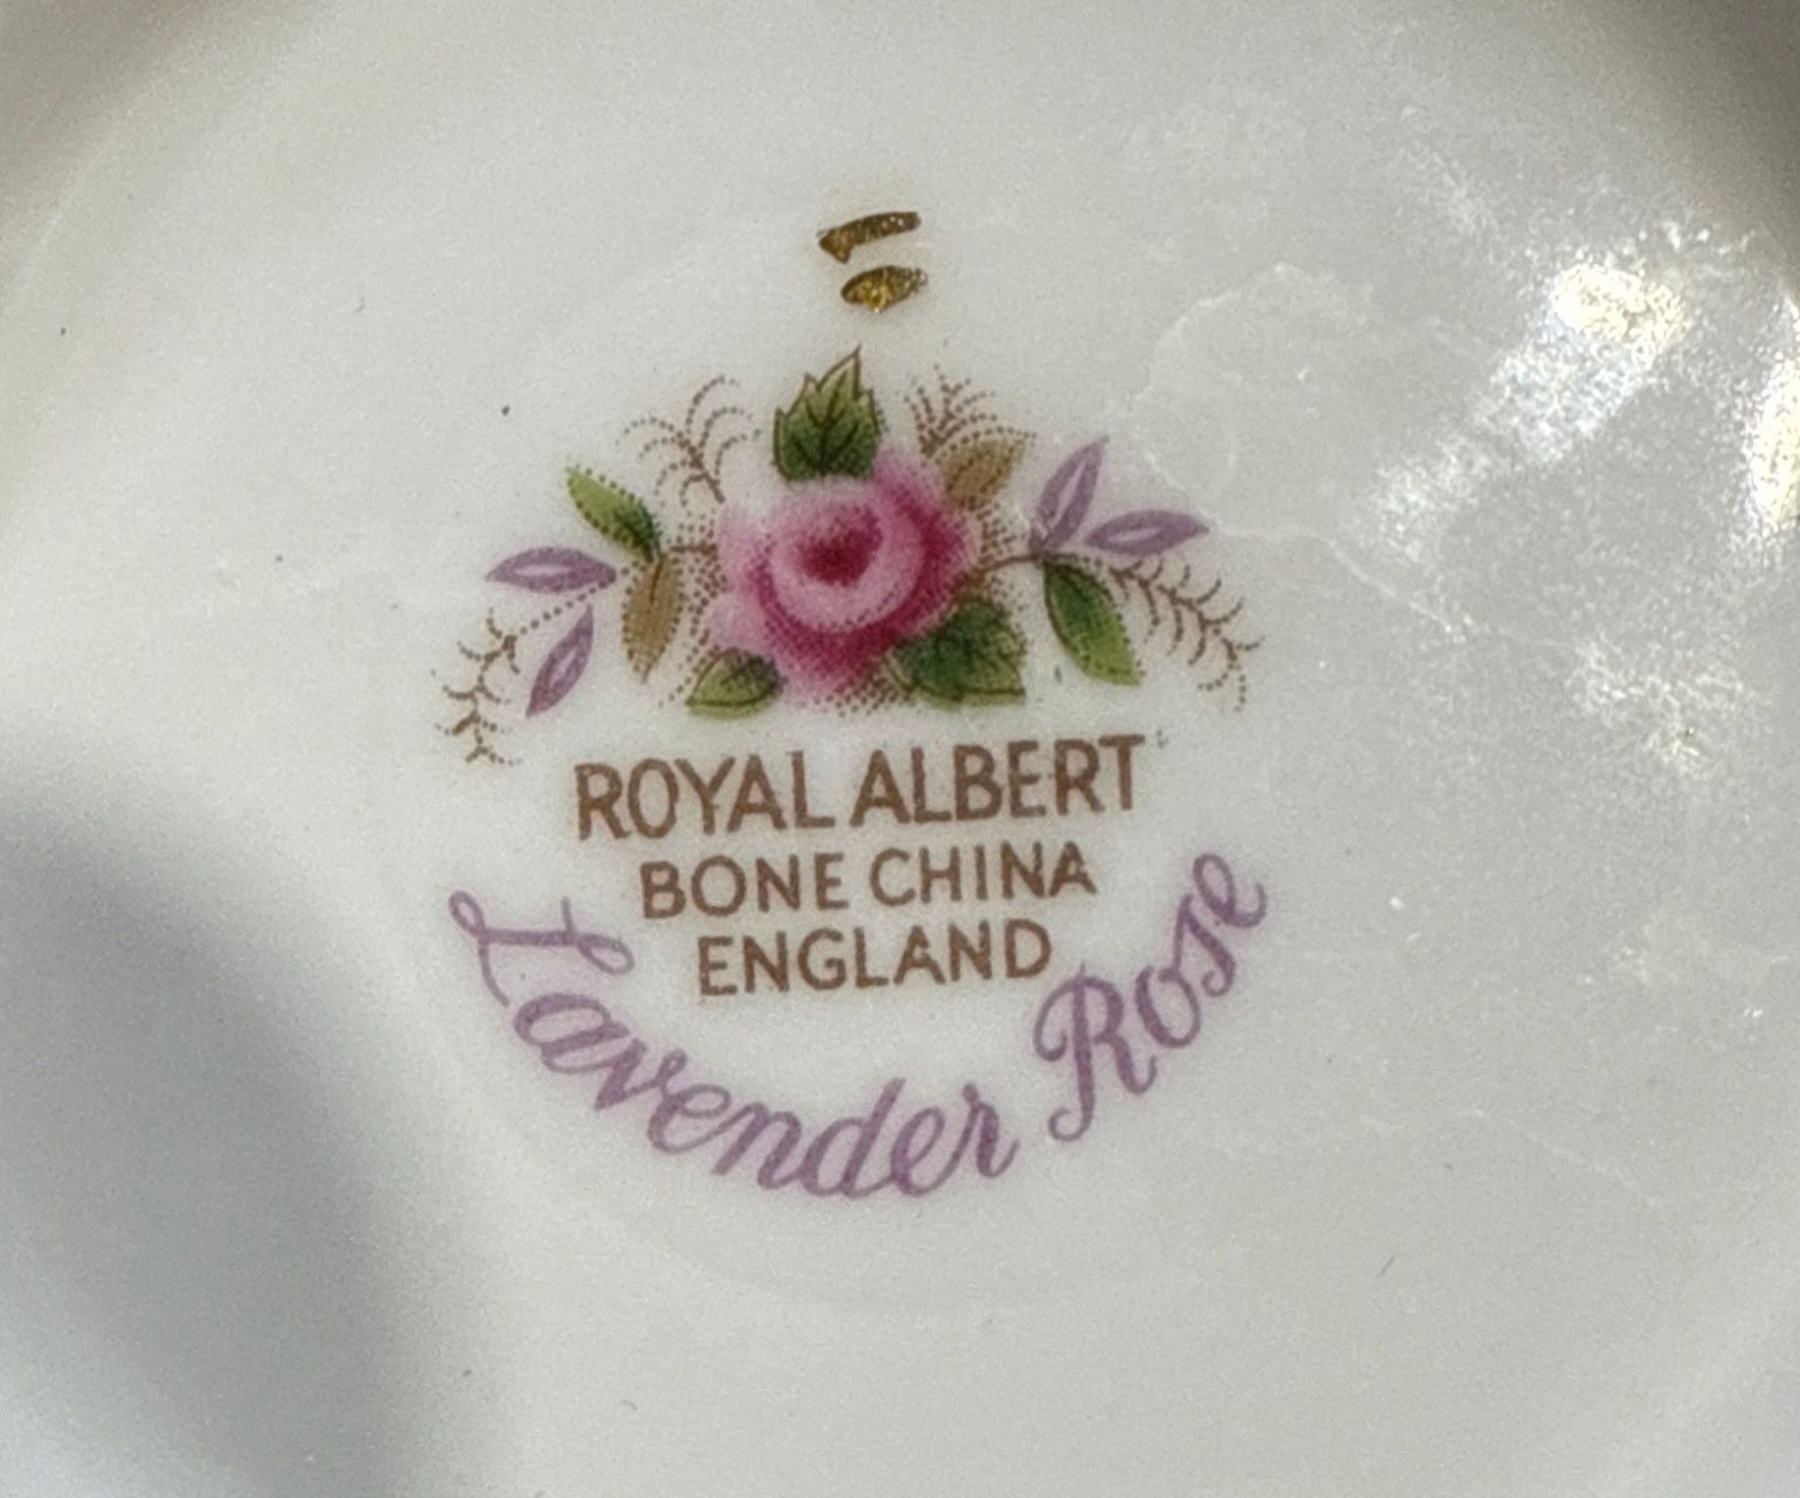 ROYAL ALBERT
BONE CHINA
ENGLAND
Lavender Rose